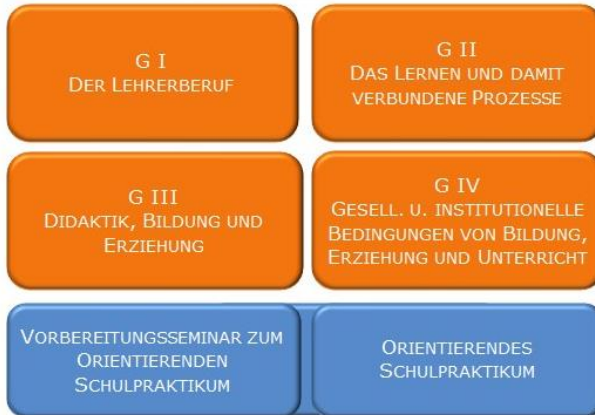 G I
DER LEHRERBERUF
G II
DAS LERNEN UND DAMIT
VERBUNDENE PROZESSE
G III
DIDAKTIK, BILDUNG UND
ERZIEHUNG
G IV
GESELL. U. INSTITUTIONELLE
BEDINGUNGEN VON BILDUNG,
ERZIEHUNG UND UNTERRICHT
VORBEREITUNGSSEMINAR ZUM
ORIENTIERENDEN
SCHULPRAKTIKUM
ORIENTIERENDES
SCHULPRAKTIKUM